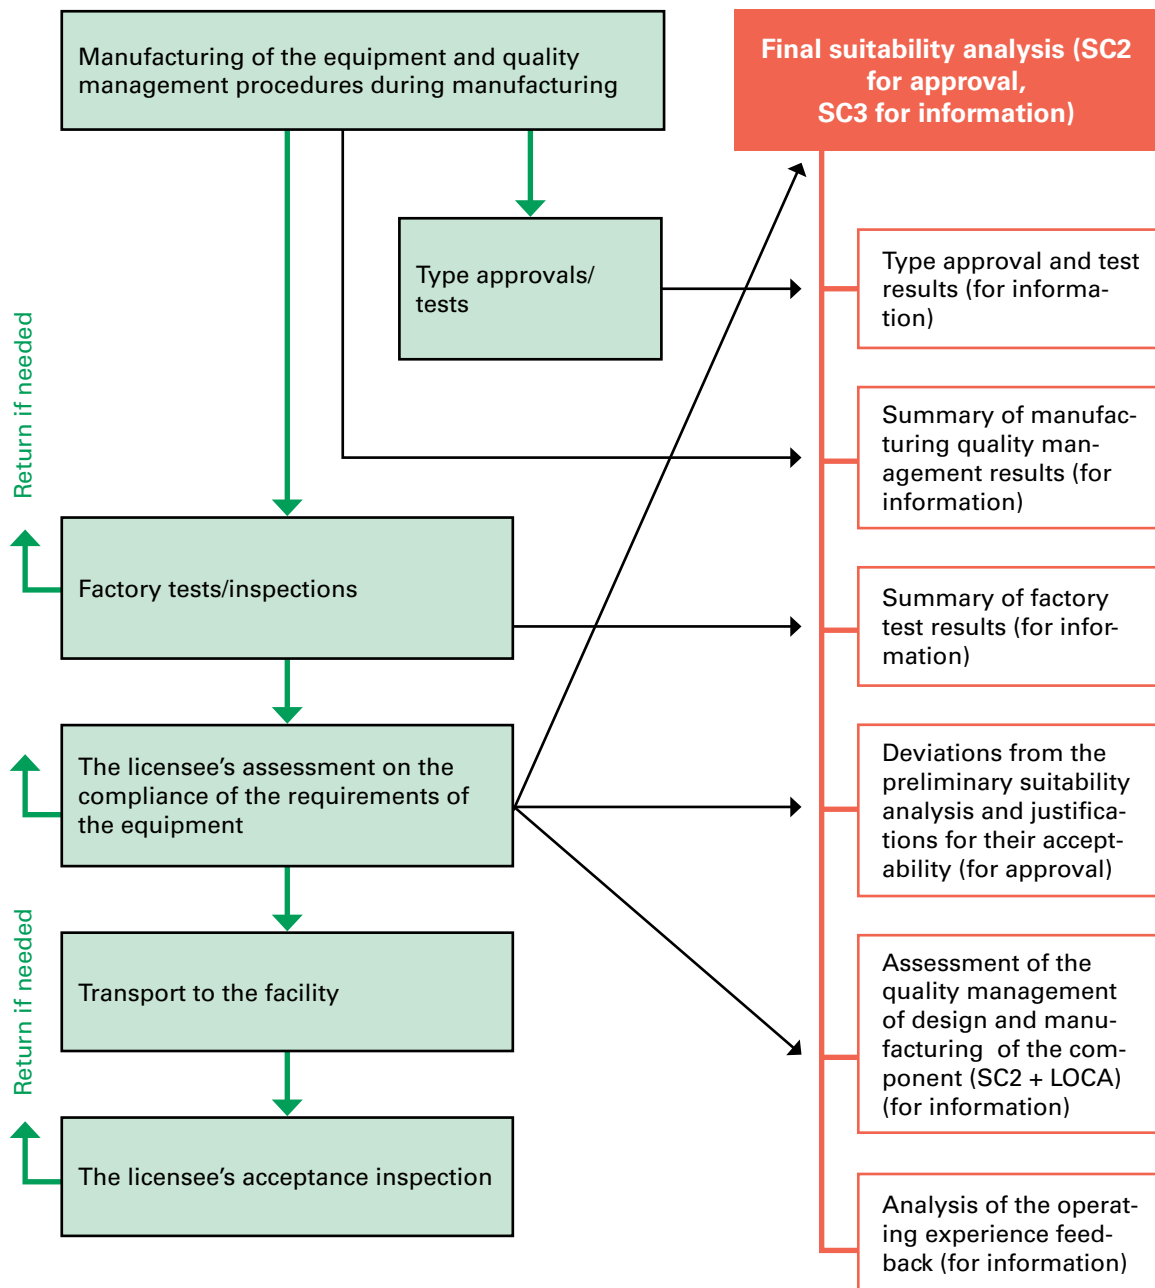 Manufacturing of the equipment and quality
management procedures during manufacturing
Final suitability analysis (SC2
for approval,
SC3 for information)
Type approvals/
tests
Type approval and test
results (for informa-
tion)
Return if needed
Summary of manufac-
turing quality man-
agement results (for
information)
Factory tests/inspections
Summary of factory
test results (for infor-
mation)
The licensee’s assessment on the
compliance of the requirements of
the equipment
Deviations from the
preliminary suitability
analysis and justifica-
tions for their accept-
ability (for approval)
Return if needed
Transport to the facility
Assessment of the
quality management
of design and manu-
facturing of the com-
ponent (SC2 + LOCA)
(for information)
The licensee’s acceptance inspection
Analysis of the operat-
ing experience feed-
back (for information)